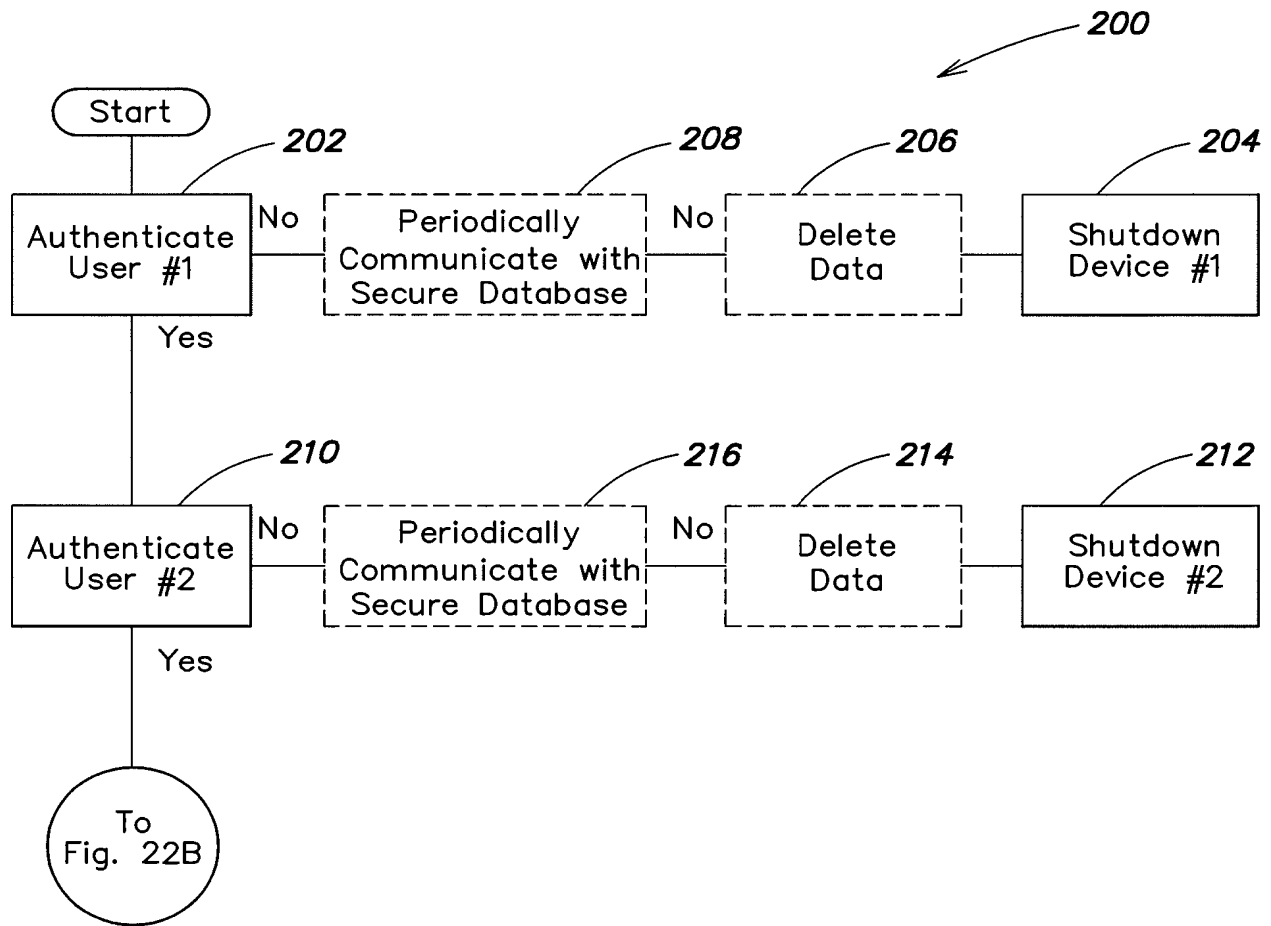 200
Start
202
208
206
204
Authenticate
User #1
No
Periodically
Communicate with
Secure Database
No
Delete
Data
Shutdown
Device #1
Yes
210
216
214
212
Authenticate
User #2
No
Periodically
Communicate with
Secure Database
No
Delete
Data
Shutdown
Device #2
Yes
To
Fig. 22B